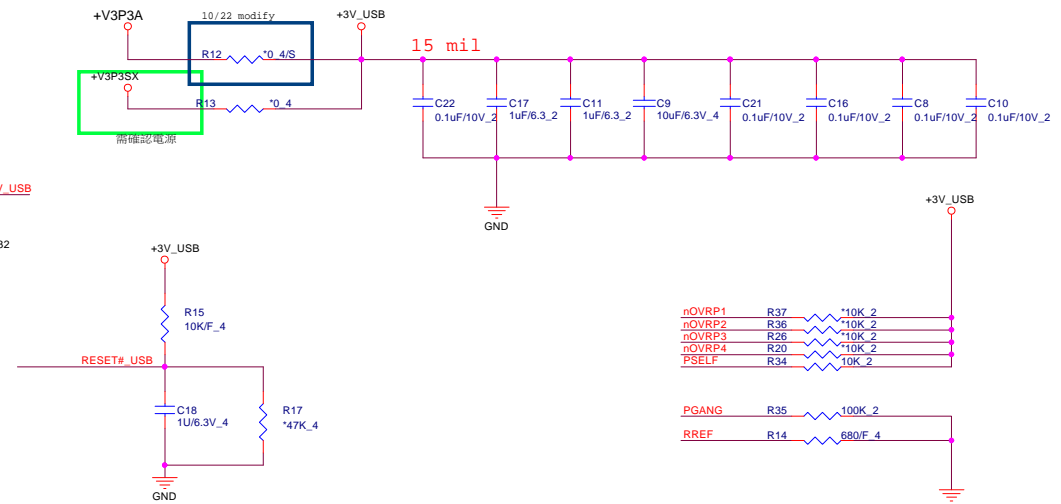 10/22 modify
+V3P3A
+3V_USB
R12 *0_4/S
15 mil
+V3P3SX
R13 *0_4
需確認電源
C22
0.1uF/10V_2
C17
1uF/6.3_2
C11
1uF/6.3_2
C9
10uF/6.3V_4
C21
0.1uF/10V_2
C16
0.1uF/10V_2
C8
0.1uF/10V_2
C10
0.1uF/10V_2
GND
_USB
+3V_USB
+3V_USB
R15
10K/F_4
RESET#_USB
C18
1U/6.3V_4
R17
*47K_4
GND
nOVRP1 R37 *10K_2
nOVRP2 R36 *10K_2
nOVRP3 R26 *10K_2
nOVRP4 R20 *10K_2
PSELF R34 10K_2
PGANG R35 100K_2
RREF R14 680/F_4